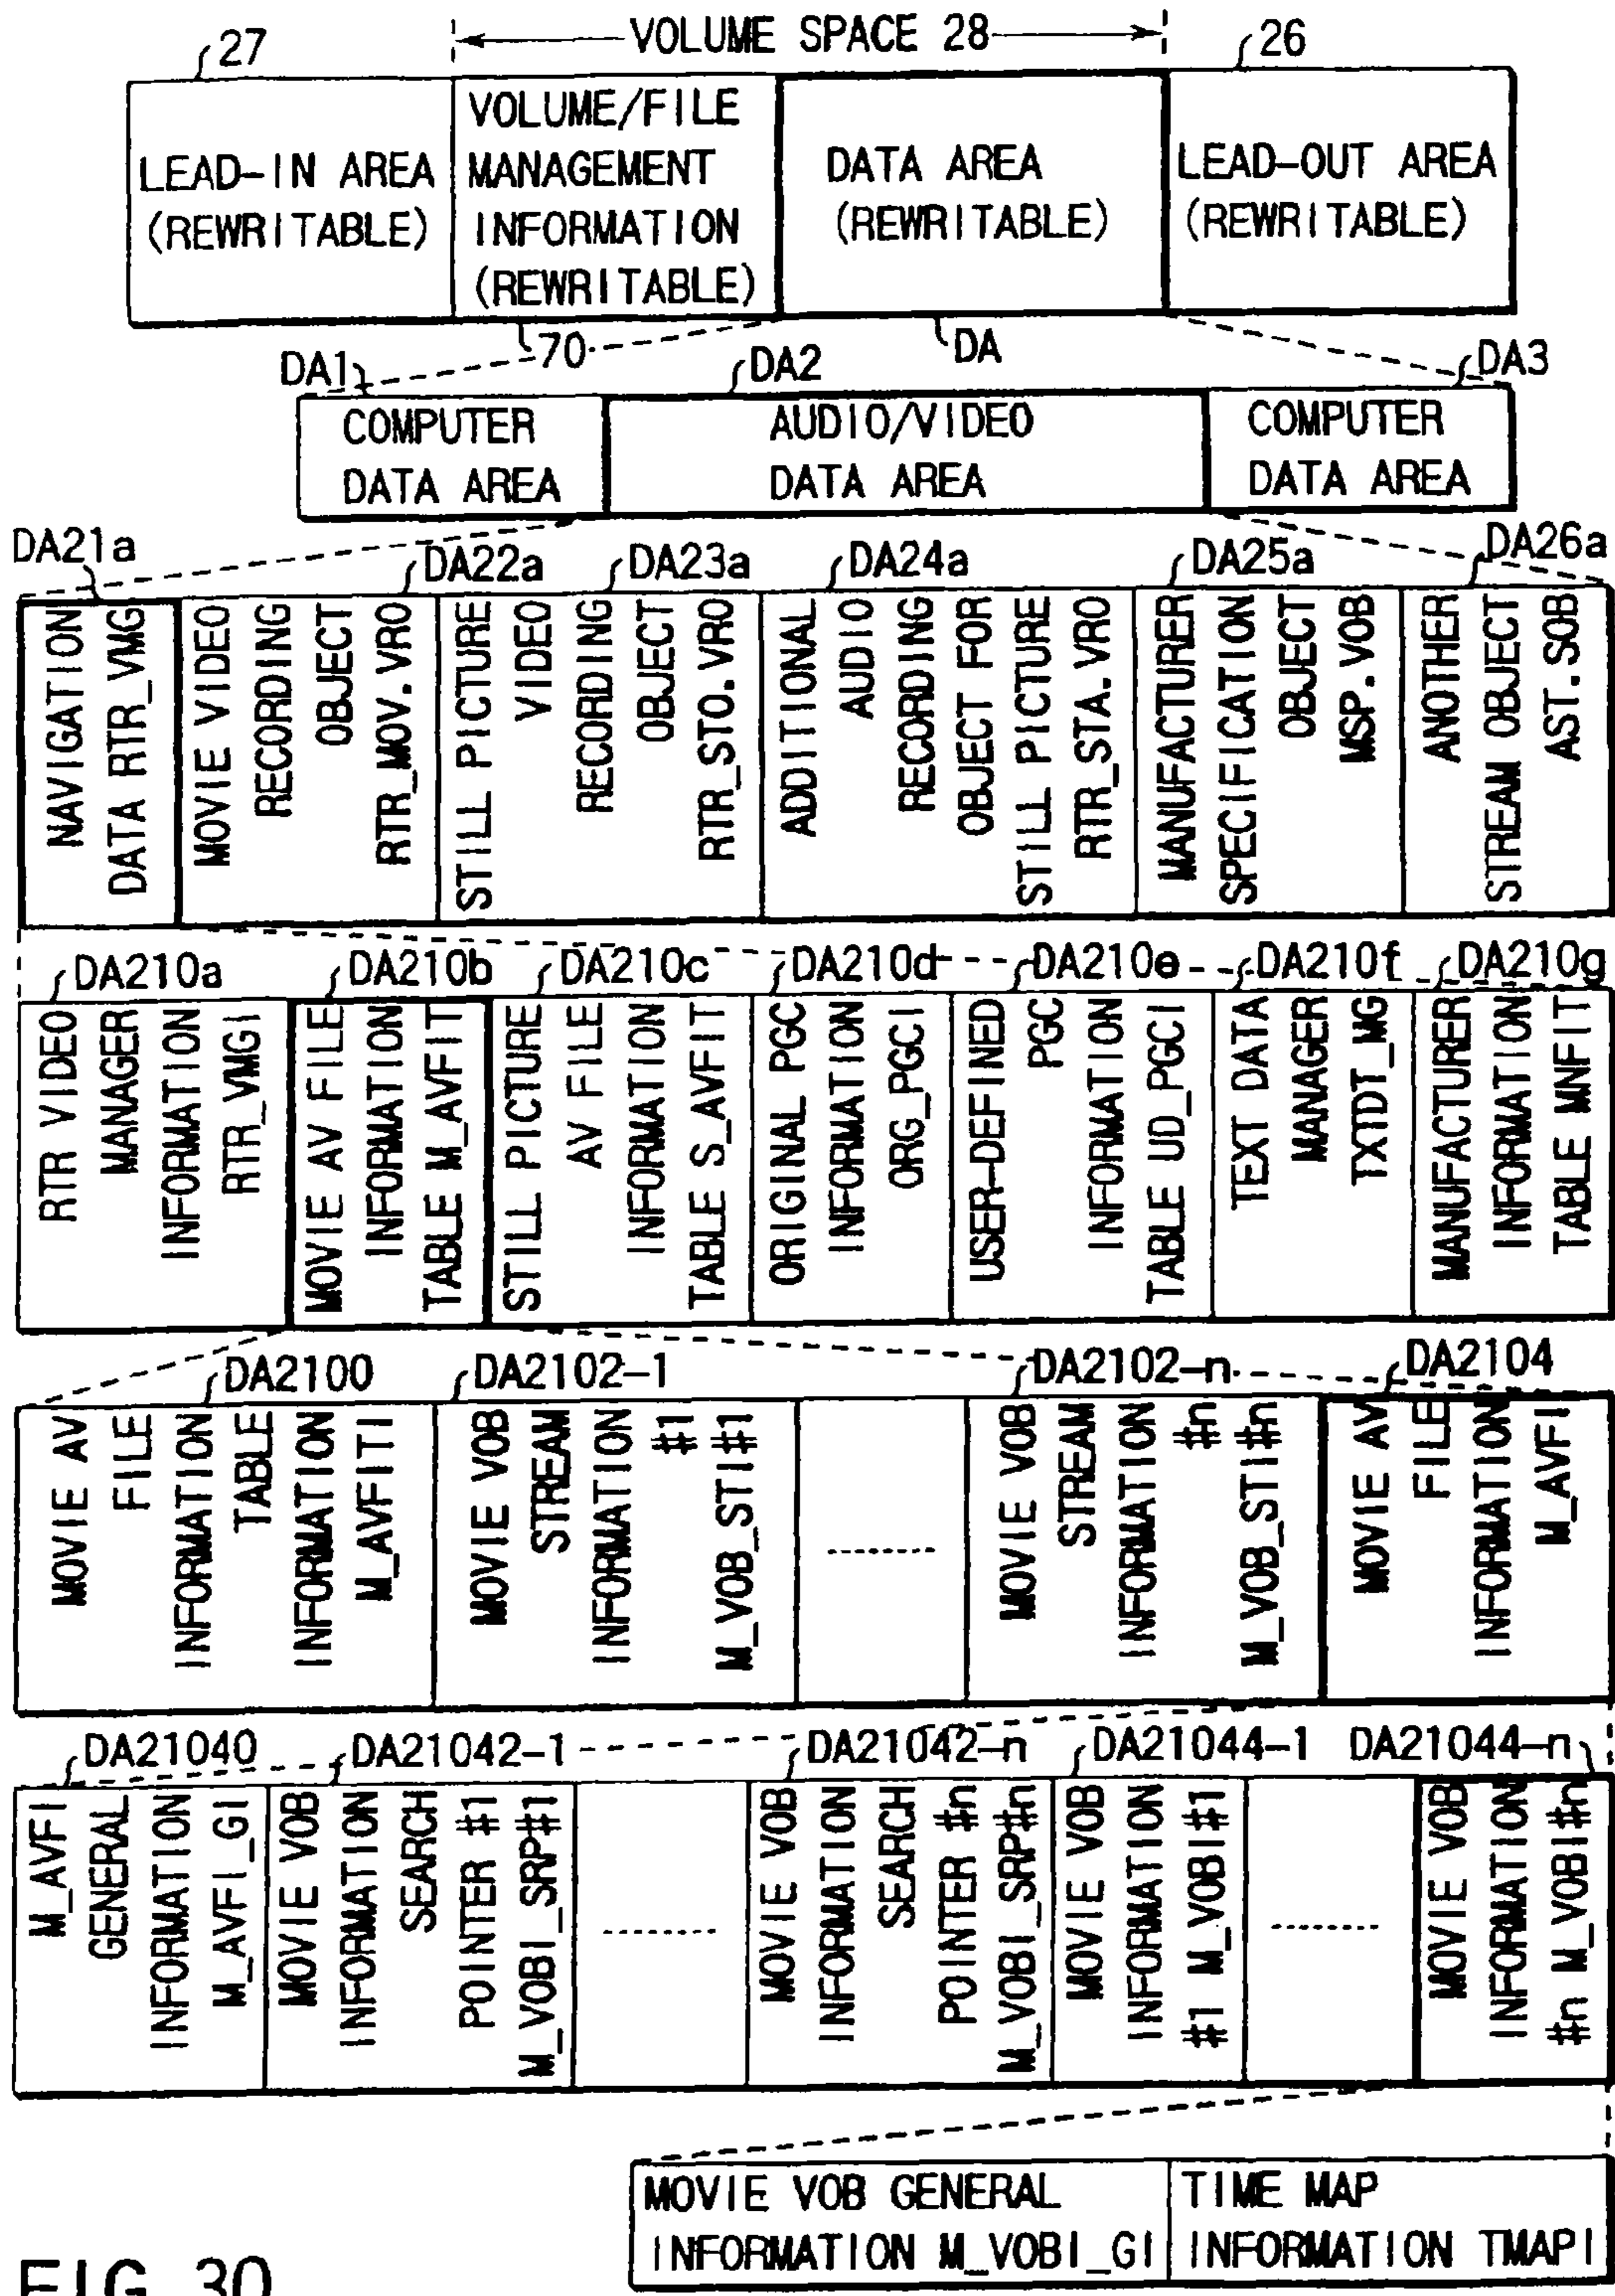 27
VOLUME SPACE 28
26
LEAD-IN AREA
(REWRITABLE)
VOLUME/FILE
MANAGEMENT
INFORMATION
(REWRITABLE)
DATA AREA
(REWRITABLE)
LEAD-OUT AREA
(REWRITABLE)
70
DA
DA1
DA2
DA3
COMPUTER
DATA AREA
AUDIO/VIDEO
DATA AREA
COMPUTER
DATA AREA
DA21a
DA22a
DA23a
DA24a
DA25a
DA26a
NAVIGATION
DATA RTR_VMG
MOVIE VIDEO
RECORDING
OBJECT
RTR_MOV.VRO
STILL PICTURE
VIDEO
RECORDING
OBJECT
RTR_STO.VRO
ADDITIONAL
AUDIO
RECORDING
OBJECT FOR
STILL PICTURE
RTR_STA.VRO
MANUFACTURER
SPECIFICATION
OBJECT
MSP.VOB
ANOTHER
STREAM OBJECT
AST.SOB
DA210a
DA210b
DA210c
DA210d
DA210e
DA210f
DA210g
RTR VIDEO
MANAGER
INFORMATION
RTR_VMGI
MOVIE AV FILE
INFORMATION
TABLE M_AVFIT
STILL PICTURE
AV FILE
INFORMATION
TABLE S_AVFIT
ORIGINAL PGC
INFORMATION
ORG_PGCI
USER-DEFINED
PGC
INFORMATION
TABLE UD_PGCI
TEXT DATA
MANAGER
TXTDT_MG
MANUFACTURER
INFORMATION
TABLE MNFIT
DA2100
DA2102-1
DA2102-n
DA2104
MOVIE AV
FILE
INFORMATION
TABLE
INFORMATION
M_AVFITI
MOVIE VOB
STREAM
INFORMATION
#1
M_VOB_STI#1
MOVIE VOB
STREAM
INFORMATION
#n
M_VOB_STI#n
MOVIE AV
FILE
INFORMATION
M_AVFI
DA21040
DA21042-1
DA21042-n
DA21044-1
DA21044-n
M_AVFI
GENERAL
INFORMATION
M_AVFI_GI
MOVIE VOB
INFORMATION
SEARCH
POINTER #1
M_VOBI_SRP#1
MOVIE VOB
INFORMATION
SEARCH
POINTER #n
M_VOBI_SRP#n
MOVIE VOB
INFORMATION
#1 M_VOBI#1
MOVIE VOB
INFORMATION
#n M_VOBI#n
MOVIE VOB GENERAL
INFORMATION M_VOBI_GI
TIME MAP
INFORMATION TMAPI
FIG. 30